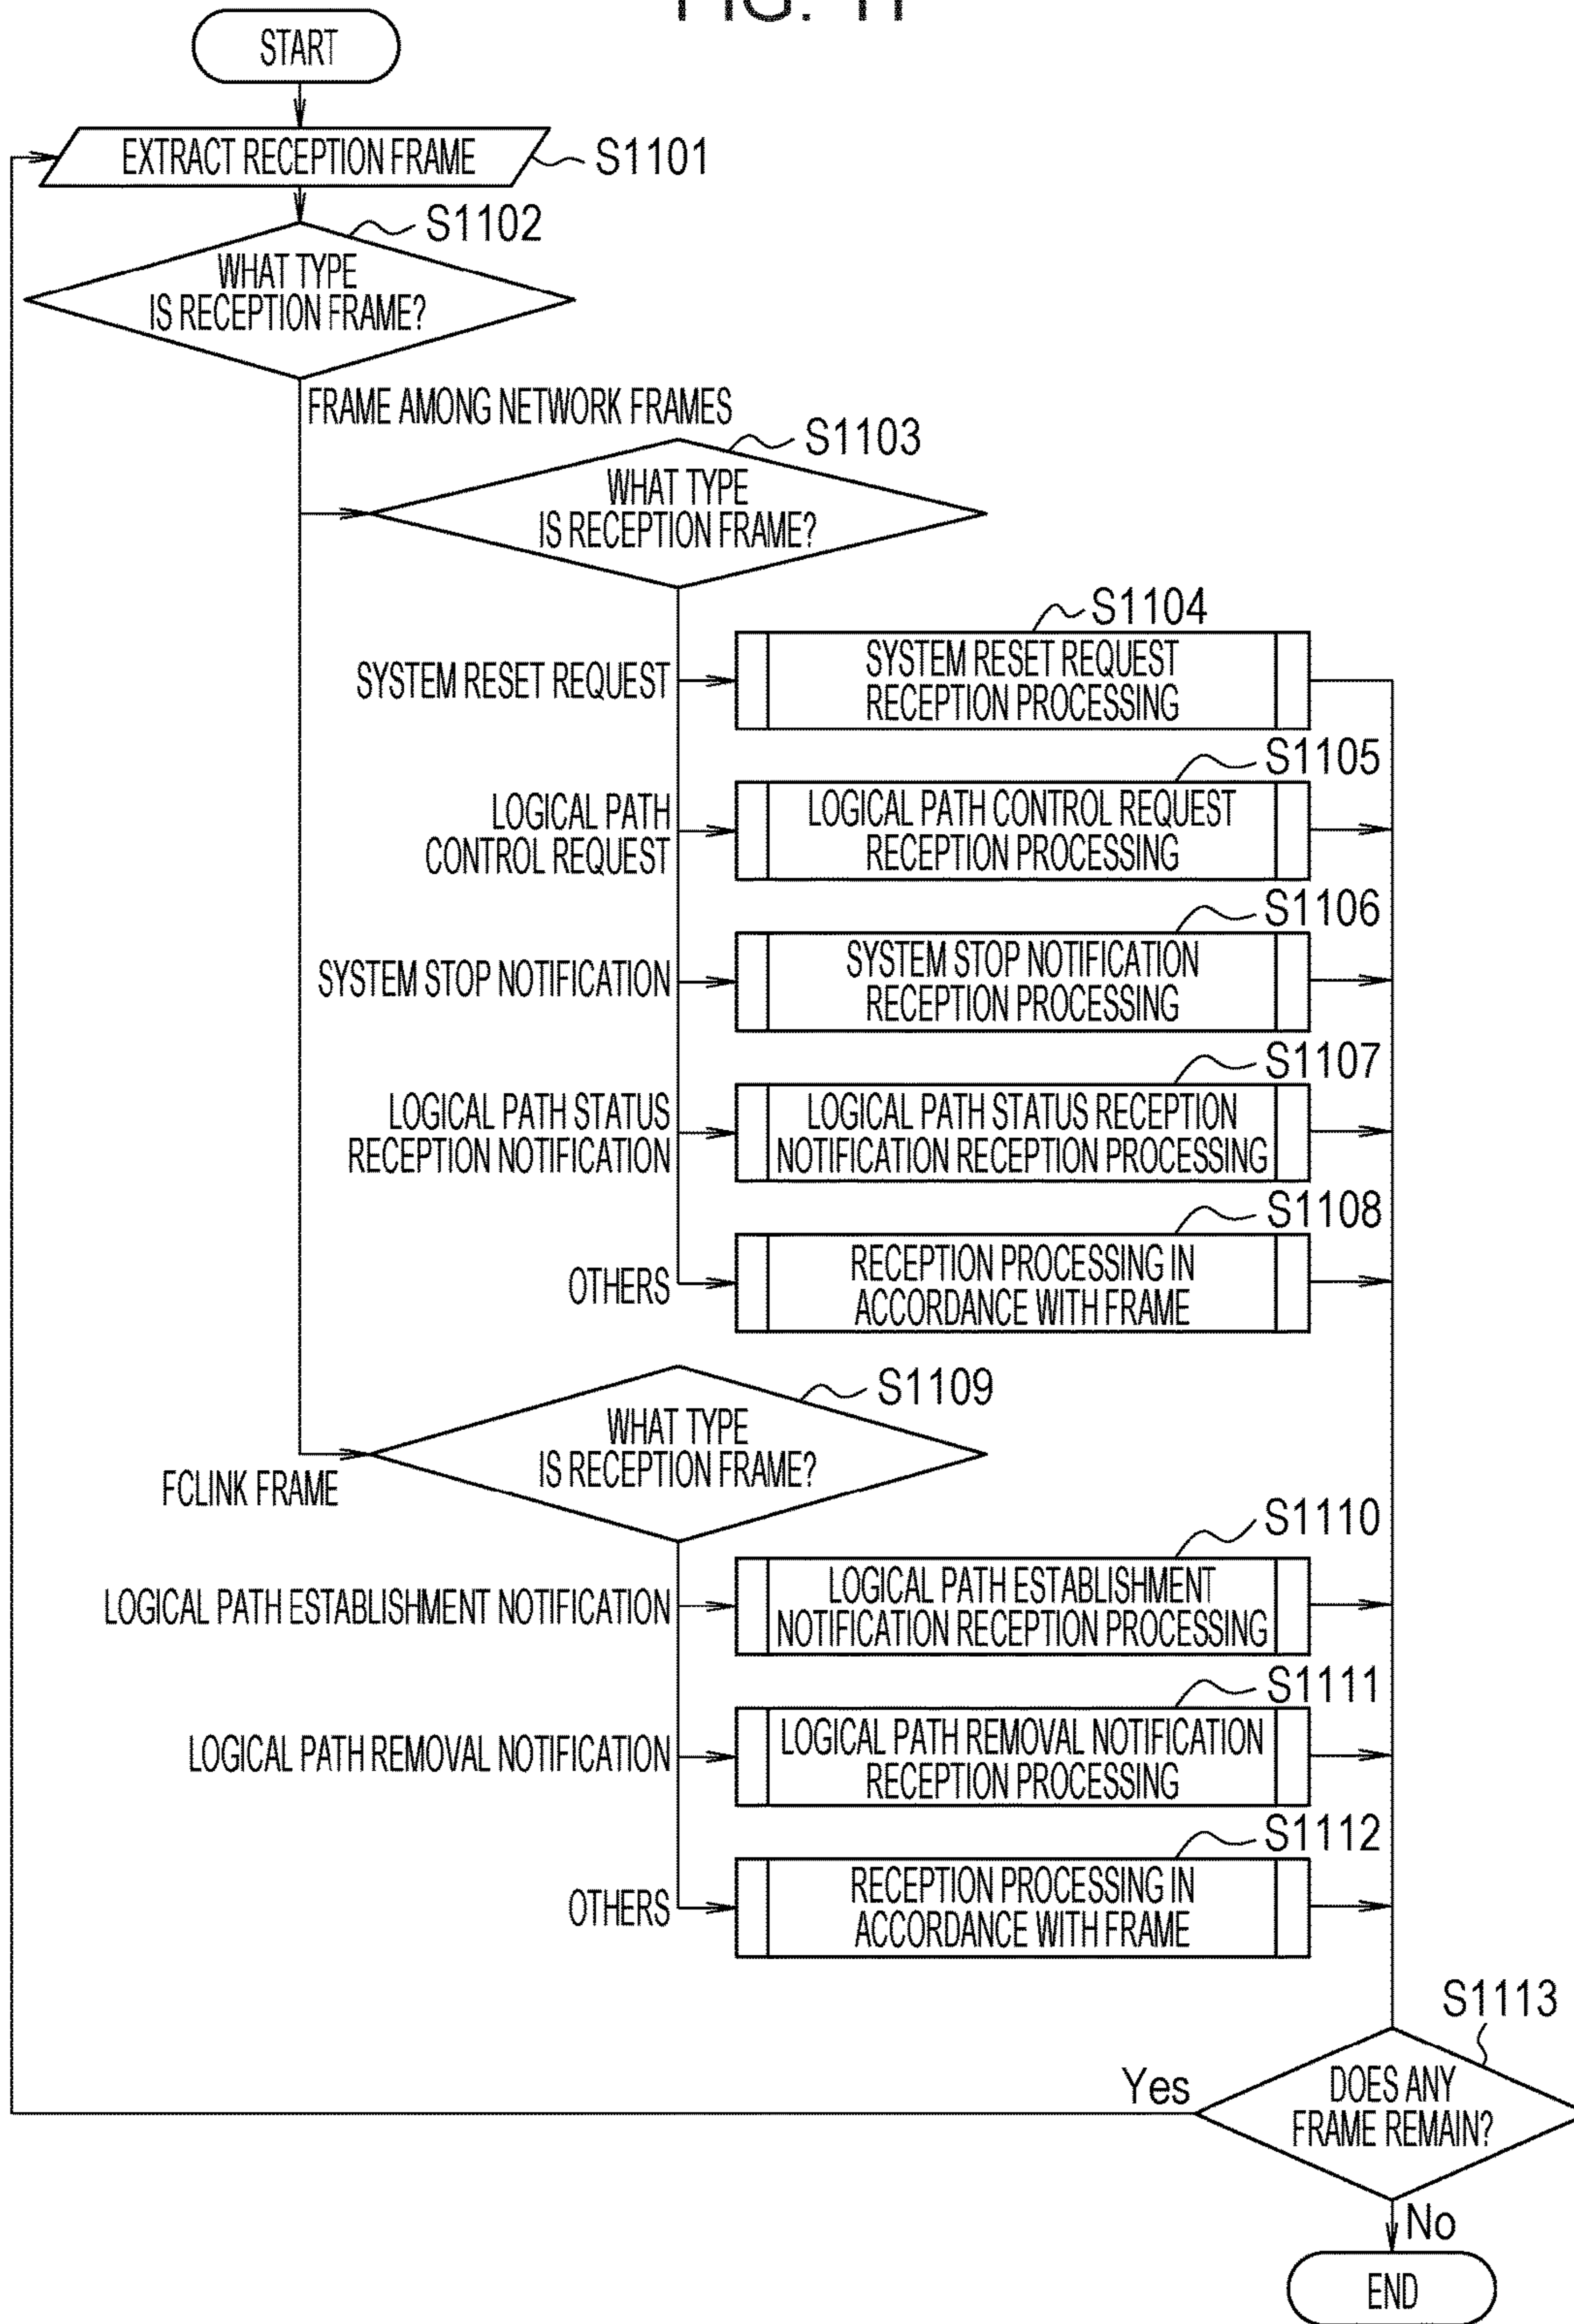 FIG. 11
START
EXTRACT RECEPTION FRAME
S1101
S1102
WHAT TYPE
IS RECEPTION FRAME?
FRAME AMONG NETWORK FRAMES
S1103
WHAT TYPE
IS RECEPTION FRAME?
S1104
SYSTEM RESET REQUEST
SYSTEM RESET REQUEST
RECEPTION PROCESSING
S1105
LOGICAL PATH
CONTROL REQUEST
LOGICAL PATH CONTROL REQUEST
RECEPTION PROCESSING
S1106
SYSTEM STOP NOTIFICATION
SYSTEM STOP NOTIFICATION
RECEPTION PROCESSING
S1107
LOGICAL PATH STATUS
RECEPTION NOTIFICATION
LOGICAL PATH STATUS RECEPTION
NOTIFICATION RECEPTION PROCESSING
S1108
OTHERS
RECEPTION PROCESSING IN
ACCORDANCE WITH FRAME
S1109
WHAT TYPE
IS RECEPTION FRAME?
FCLINK FRAME
S1110
LOGICAL PATH ESTABLISHMENT NOTIFICATION
LOGICAL PATH ESTABLISHMENT
NOTIFICATION RECEPTION PROCESSING
S1111
LOGICAL PATH REMOVAL NOTIFICATION
LOGICAL PATH REMOVAL NOTIFICATION
RECEPTION PROCESSING
S1112
OTHERS
RECEPTION PROCESSING IN
ACCORDANCE WITH FRAME
S1113
Yes
DOES ANY
FRAME REMAIN?
No
END